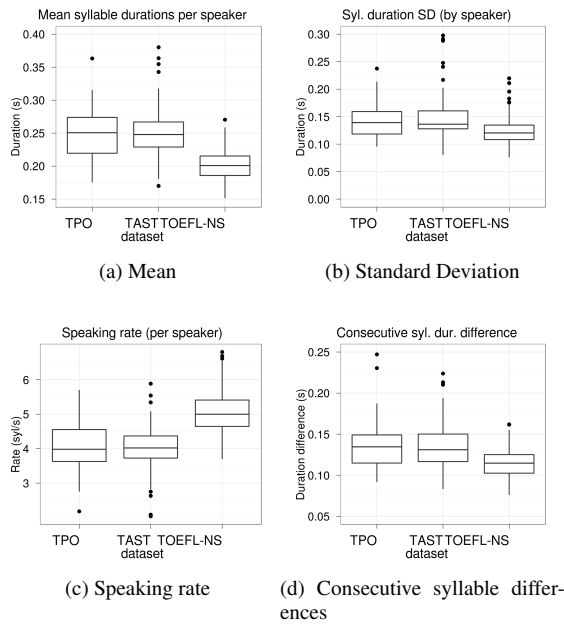 Mean syllable durations per speaker
0.40
0.35
0.30
0.25
0.20
0.15
Duration (s)
TPO TAST TOEFL-NS
dataset
(a) Mean
Syl. duration SD (by speaker)
0.30
0.25
0.20
0.15
0.10
0.05
0.00
Duration (s)
TPO TAST TOEFL-NS
dataset
(b) Standard Deviation
Speaking rate (per speaker)
6
5
4
3
Rate (syl/s)
TPO TAST TOEFL-NS
dataset
(c) Speaking rate
Consecutive syl. dur. difference
0.25
0.20
0.15
0.10
0.05
Duration difference (s)
TPO TAST TOEFL-NS
dataset
(d) Consecutive syllable differ-
ences